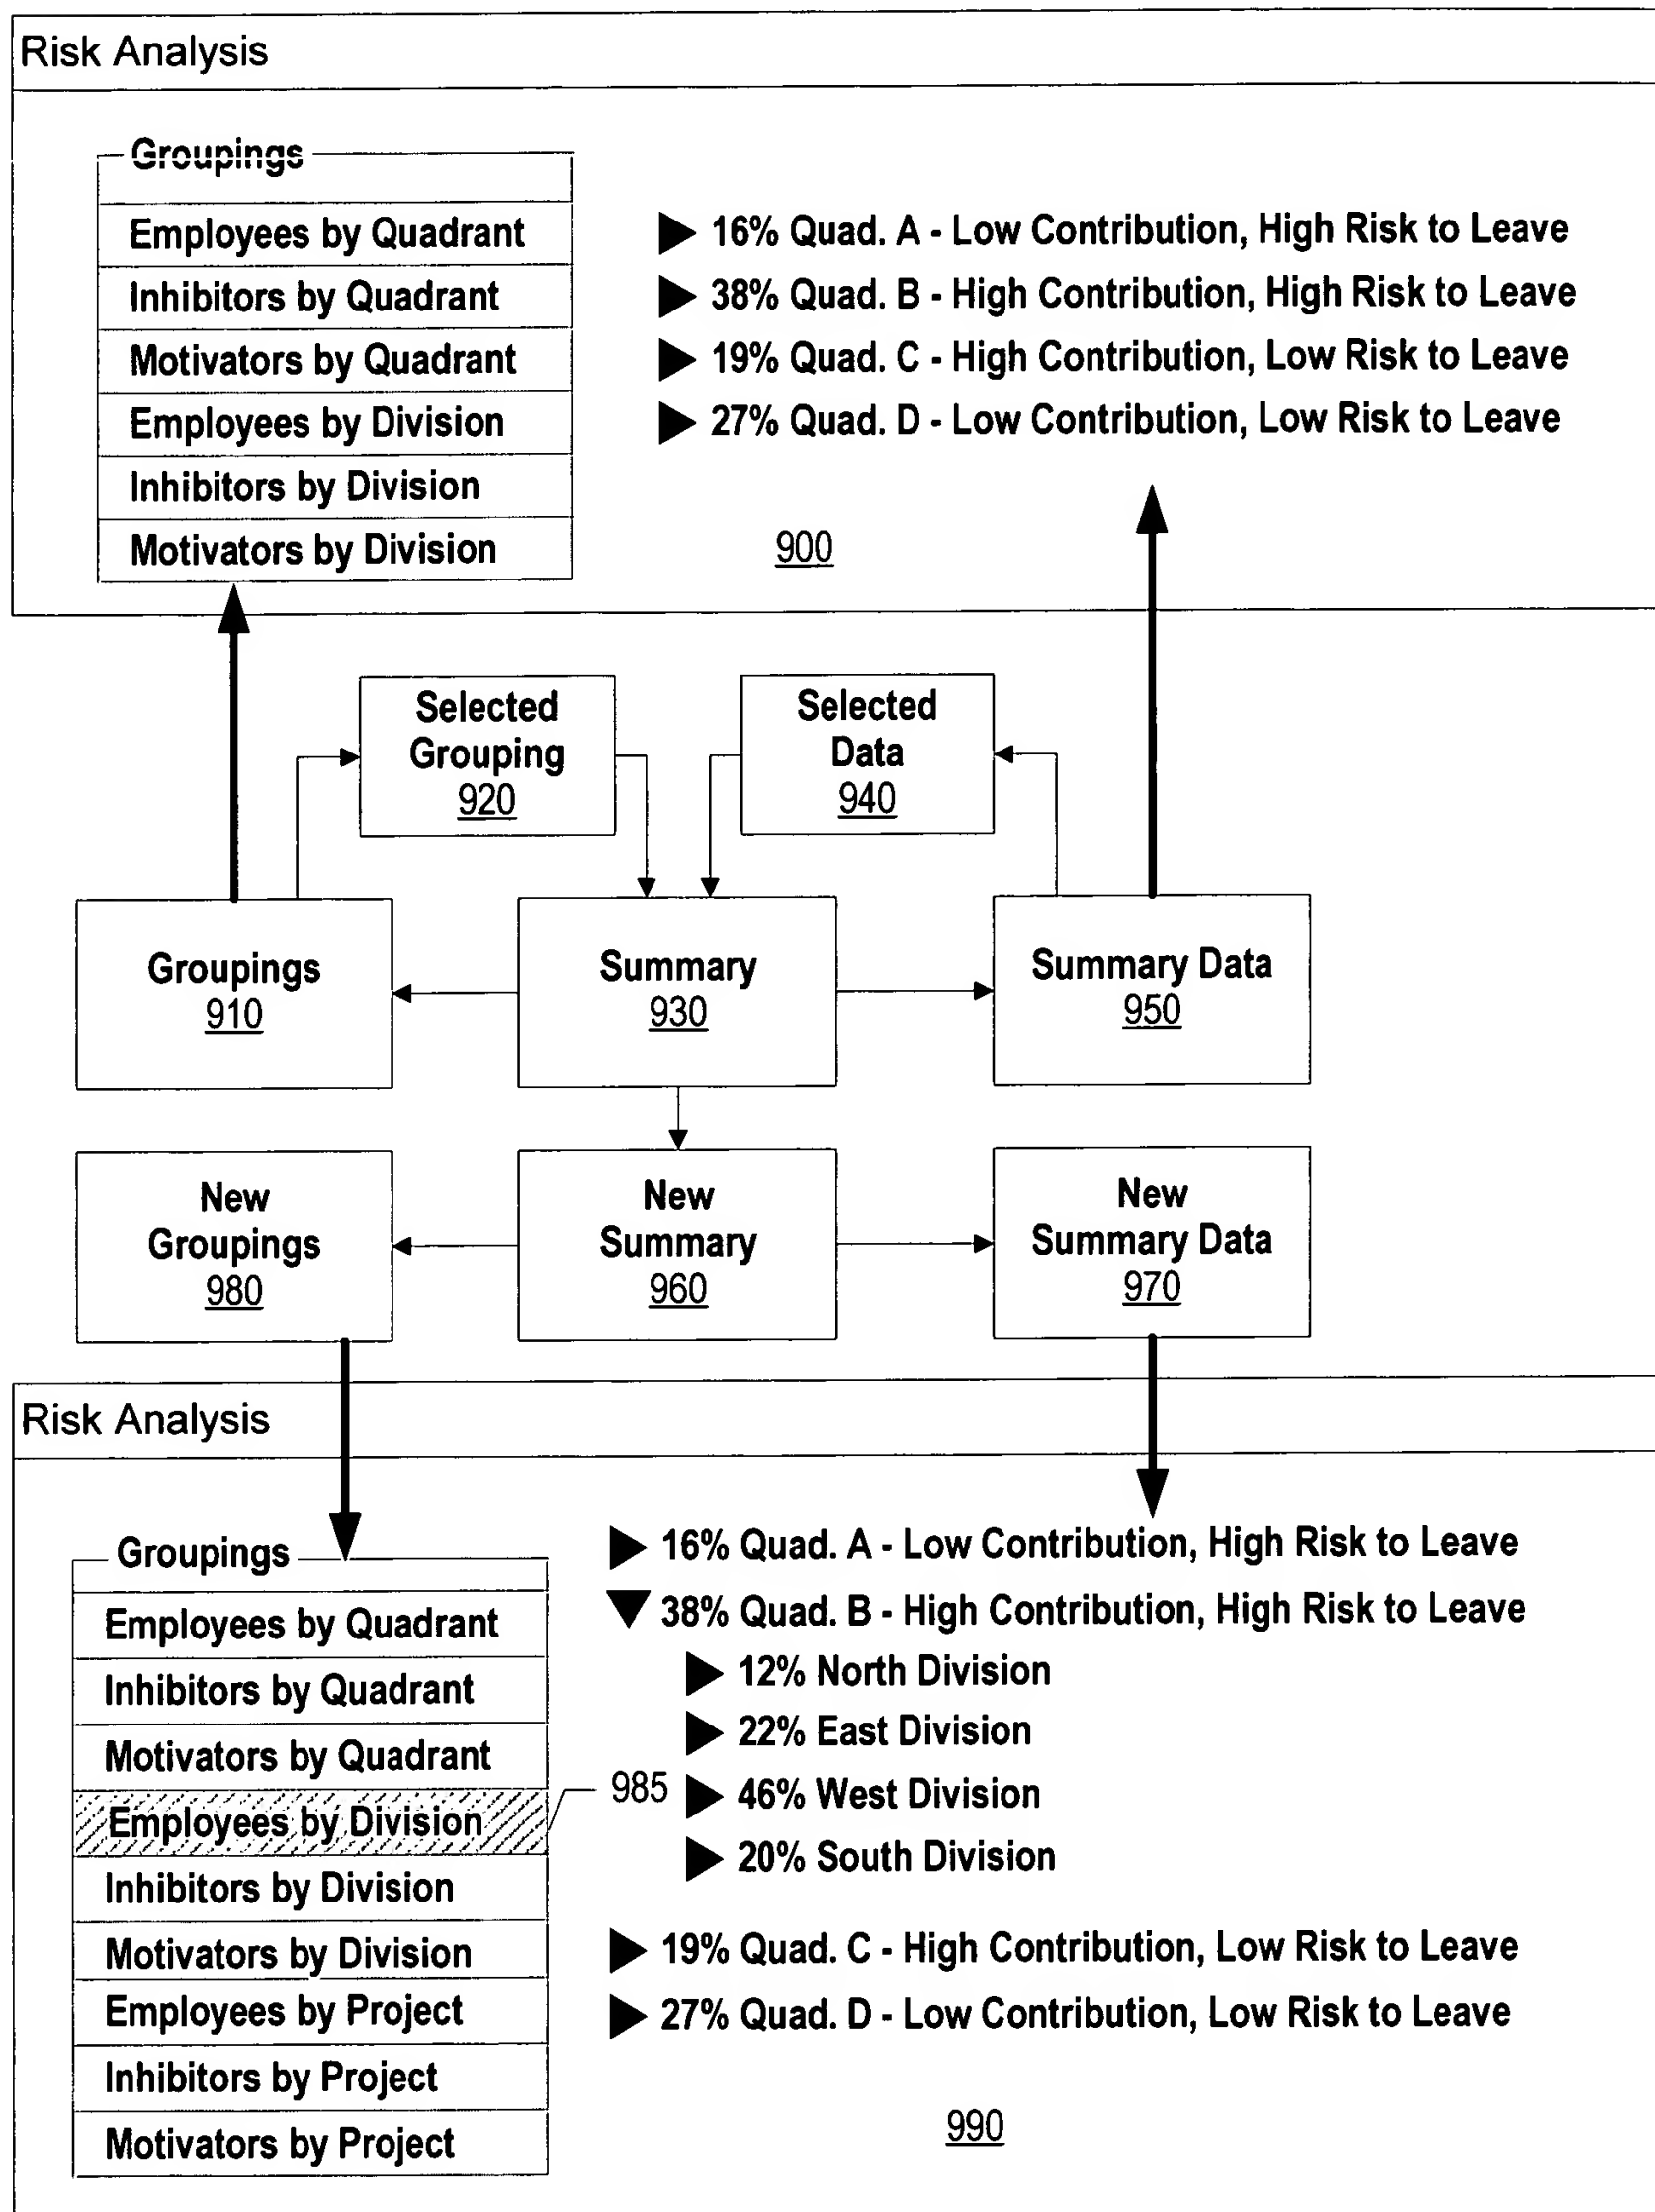 Risk Analysis
Groupings
Employees by Quadrant
Inhibitors by Quadrant
Motivators by Quadrant
Employees by Division
Inhibitors by Division
Motivators by Division
16% Quad. A - Low Contribution, High Risk to Leave
38% Quad. B - High Contribution, High Risk to Leave
19% Quad. C - High Contribution, Low Risk to Leave
27% Quad. D - Low Contribution, Low Risk to Leave
900
Selected
Grouping
920
Selected
Data
940
Groupings
910
Summary
930
Summary Data
950
New
Groupings
980
New
Summary
960
New
Summary Data
970
Risk Analysis
Groupings
Employees by Quadrant
Inhibitors by Quadrant
Motivators by Quadrant
Employees by Division
Inhibitors by Division
Motivators by Division
Employees by Project
Inhibitors by Project
Motivators by Project
985
16% Quad. A - Low Contribution, High Risk to Leave
38% Quad. B - High Contribution, High Risk to Leave
12% North Division
22% East Division
46% West Division
20% South Division
19% Quad. C - High Contribution, Low Risk to Leave
27% Quad. D - Low Contribution, Low Risk to Leave
990